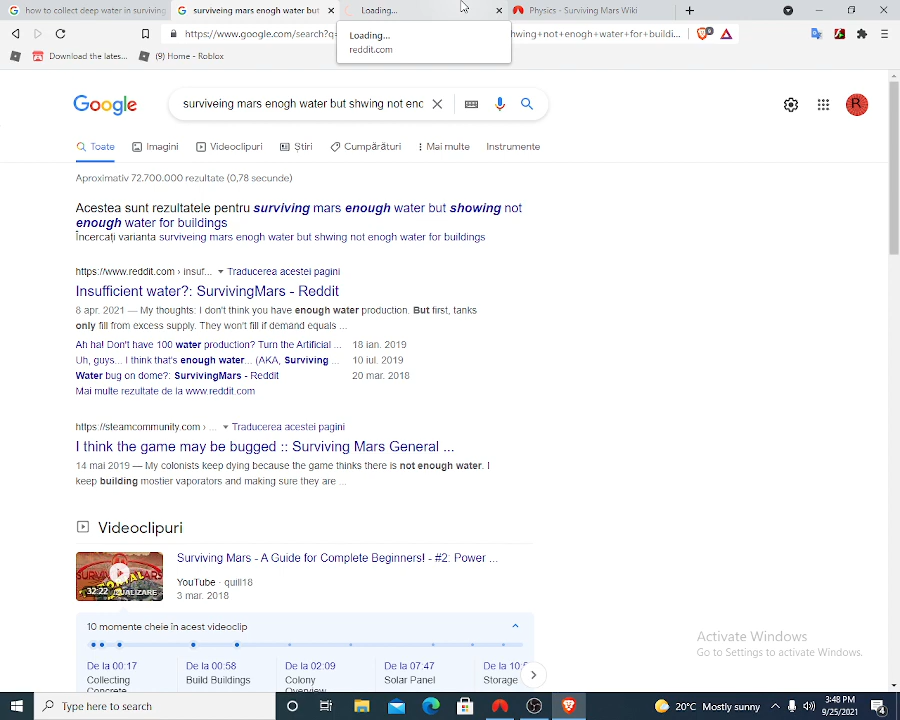 how to collect deep water in surviving
surviveing mars enogh water but
Loading...
Physics - Surviving Mars Wiki
https://www.google.com/search?q=
hwing+not+enogh+water+for+buildi...
Loading...
reddit.com
Download the lates...
(9) Home - Roblox
Google
surviveing mars enogh water but shwing not eno
R
Toate
Imagini
Videoclipuri
Știri
Cumpărături
Mai multe
Instrumente
Aproximativ 72.700.000 rezultate (0,78 secunde)
Acestea sunt rezultatele pentru surviving mars enough water but showing not
enough water for buildings
Încercați varianta surviveing mars enogh water but shwing not enogh water for buildings
https://www.reddit.com › insuf... Traducerea acestei pagini
Insufficient water?: SurvivingMars - Reddit
8 apr. 2021 — My thoughts: I don't think you have enough water production. But first, tanks
only fill from excess supply. They won't fill if demand equals ...
Ah ha! Don't have 100 water production? Turn the Artificial ... 18 ian. 2019
Uh, guys... I think that's enough water... (AKA, Surviving ... 10 iul. 2019
Water bug on dome?: SurvivingMars - Reddit 20 mar. 2018
Mai multe rezultate de la www.reddit.com
https://steamcommunity.com › ... Traducerea acestei pagini
I think the game may be bugged :: Surviving Mars General ...
14 mai 2019 — My colonists keep dying because the game thinks there is not enough water. I
keep building mostier vaporators and making sure they are ...
Videoclipuri
32:22
Surviving Mars - A Guide for Complete Beginners! - #2: Power ...
YouTube · quill18
3 mar. 2018
10 momente cheie în acest videoclip
De la 00:17
Collecting
Concrete
De la 00:58
Build Buildings
De la 02:09
Colony
Overview
De la 07:47
Solar Panel
De la 10:
Storage
Activate Windows
Go to Settings to activate Windows.
Type here to search
20°C Mostly sunny
3:48 PM
9/25/2021
4